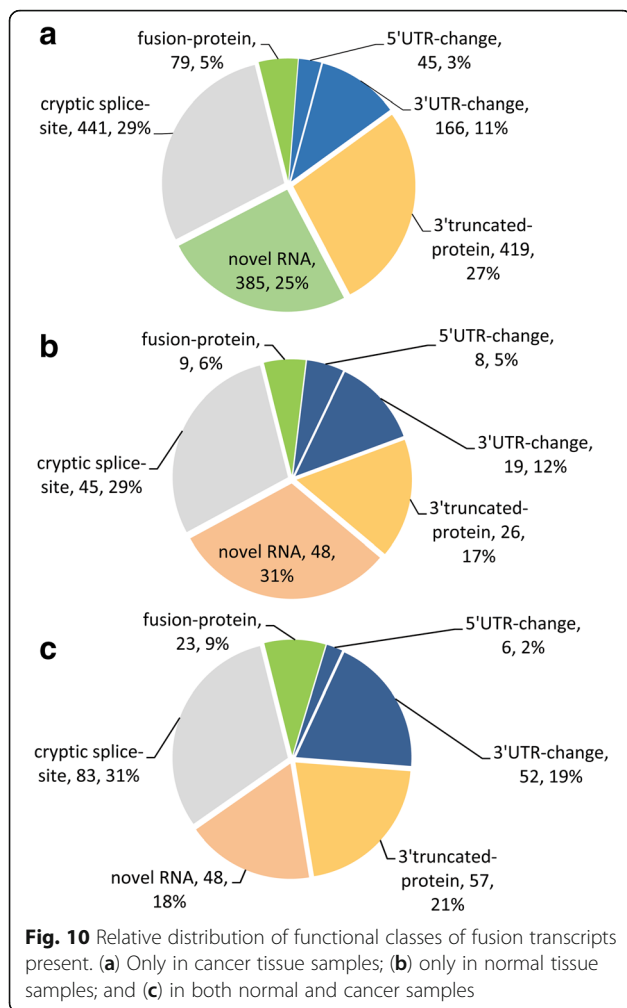 a
fusion-protein,
79, 5%
5'UTR-change,
45, 3%
3'UTR-change,
166, 11%
cryptic splice-
site, 441, 29%
3'truncated-
protein, 419,
27%
novel RNA,
385, 25%
b
fusion-protein,
9, 6%
5'UTR-change,
8, 5%
3'UTR-change,
19, 12%
cryptic splice-
site, 45, 29%
3'truncated-
protein, 26,
17%
novel RNA, 48,
31%
c
fusion-protein,
23, 9%
5'UTR-change,
6, 2%
3'UTR-change,
52, 19%
cryptic splice-
site, 83, 31%
3'truncated-
protein, 57,
21%
novel RNA, 48,
18%
Fig. 10 Relative distribution of functional classes of fusion transcripts
present. (a) Only in cancer tissue samples; (b) only in normal tissue
samples; and (c) in both normal and cancer samples